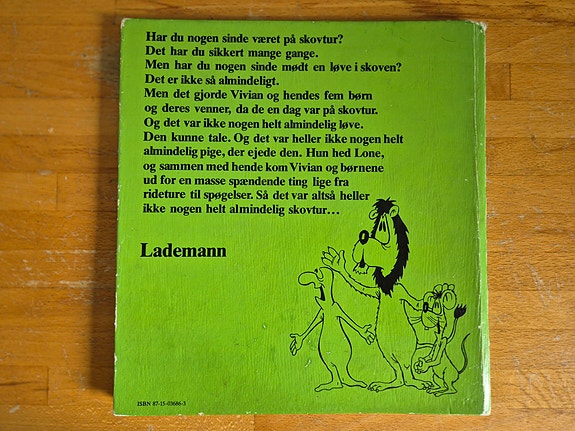 Har du nogen sinde været på skovtur?
Det har du sikkert mange gange.
Men har du nogen sinde mødt en løve i skoven?
Det er ikke så almindeligt.
Men det gjorde Vivian og hendes fem børn
og deres venner, da de en dag var på skovtur.
Og det var ikke nogen helt almindelig løve.
Den kunne tale. Og det var heller ikke nogen helt
almindelig pige, der ejede den. Hun hed Lone,
og sammen med hende kom Vivian og børnene
ud for en masse spændende ting lige fra
rideture til spøgelser. Så det var altså heller
ikke nogen helt almindelig skovtur...
Lademann
ISBN 87-15-03686-3